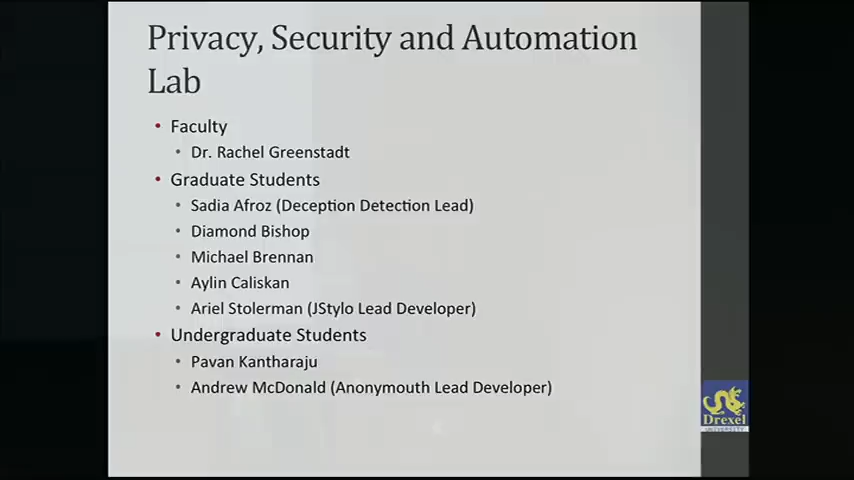 Privacy, Security and Automation
Lab
• Faculty
• Dr. Rachel Greenstadt
• Graduate Students
• Sadia Afroz (Deception Detection Lead)
• Diamond Bishop
• Michael Brennan
• Aylin Caliskan
• Ariel Stolerman (JStylo Lead Developer)
• Undergraduate Students
• Pavan Kantharaju
• Andrew McDonald (Anonymouth Lead Developer)
Drexel
UNIVERSITY